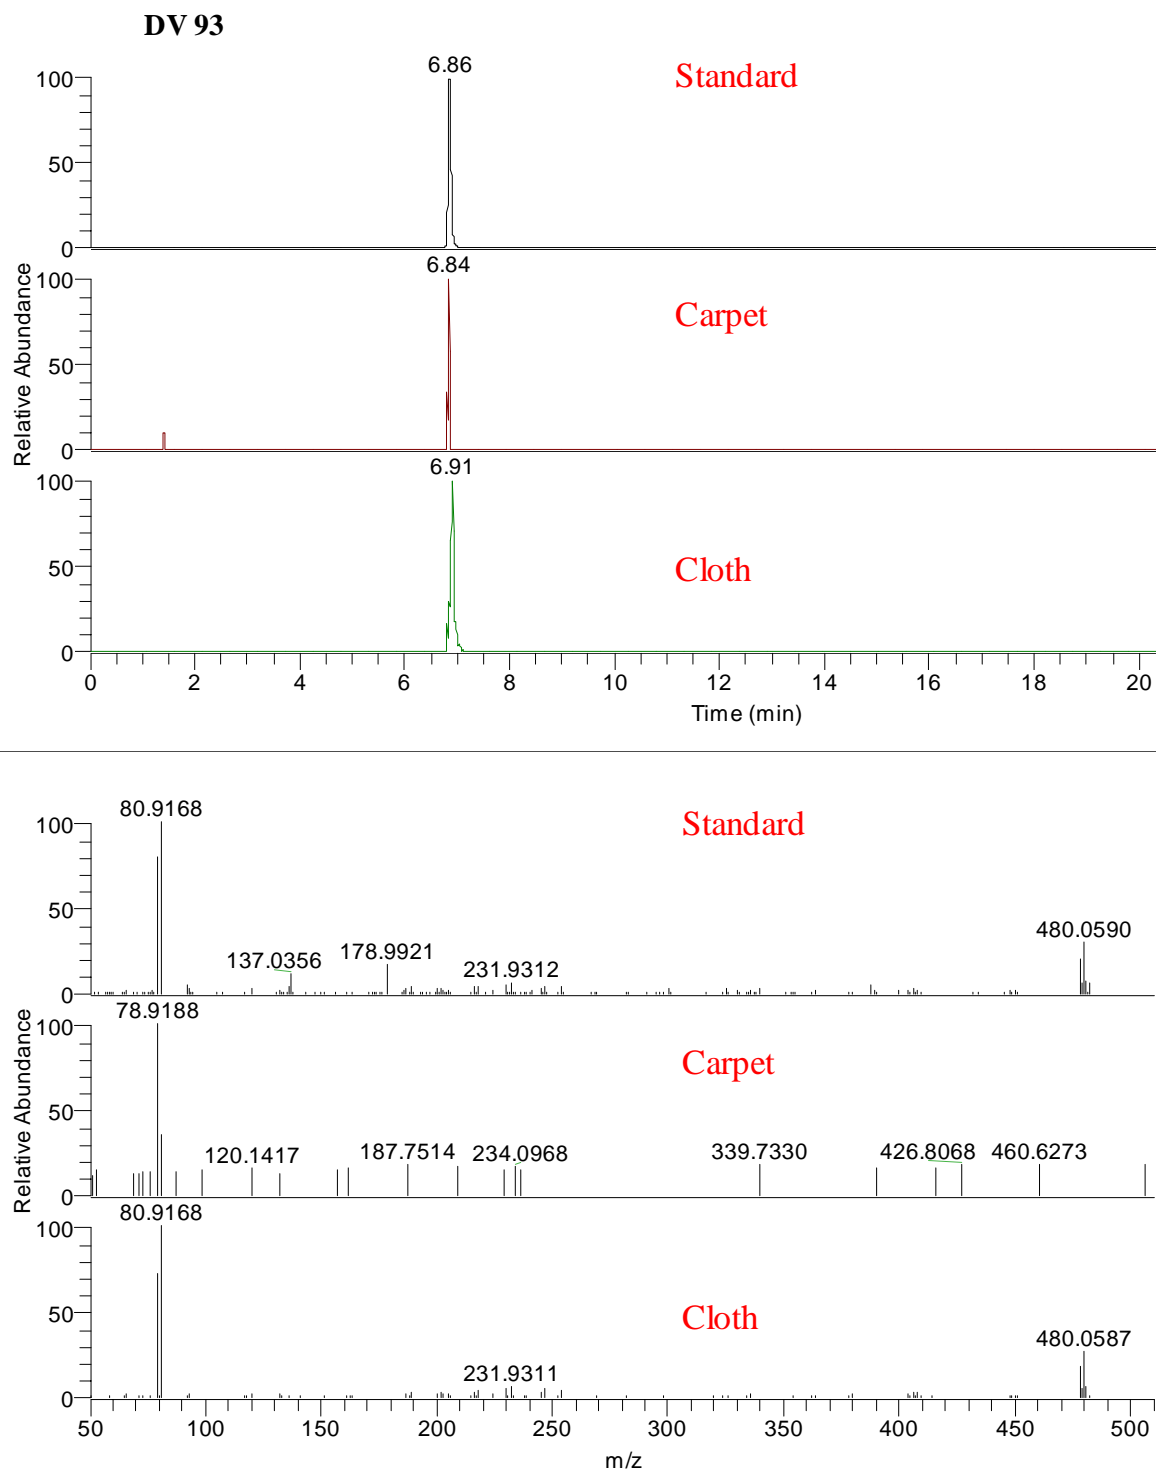 DV 93
6.86
Standard
100
50
0
6.84
Carpet
100
50
0
Relative Abundance
6.91
Cloth
100
50
0
0 2 4 6 8 10 12 14 16 18 20
Time (min)
80.9168
Standard
100
480.0590
178.9921
137.0356
231.9312
50
0
78.9188
Carpet
100
50
120.1417 187.7514 234.0968 339.7330 426.8068 460.6273
0
Relative Abundance
80.9168
Cloth
100
50
480.0587
231.9311
0
50 100 150 200 250 300 350 400 450 500
m/z